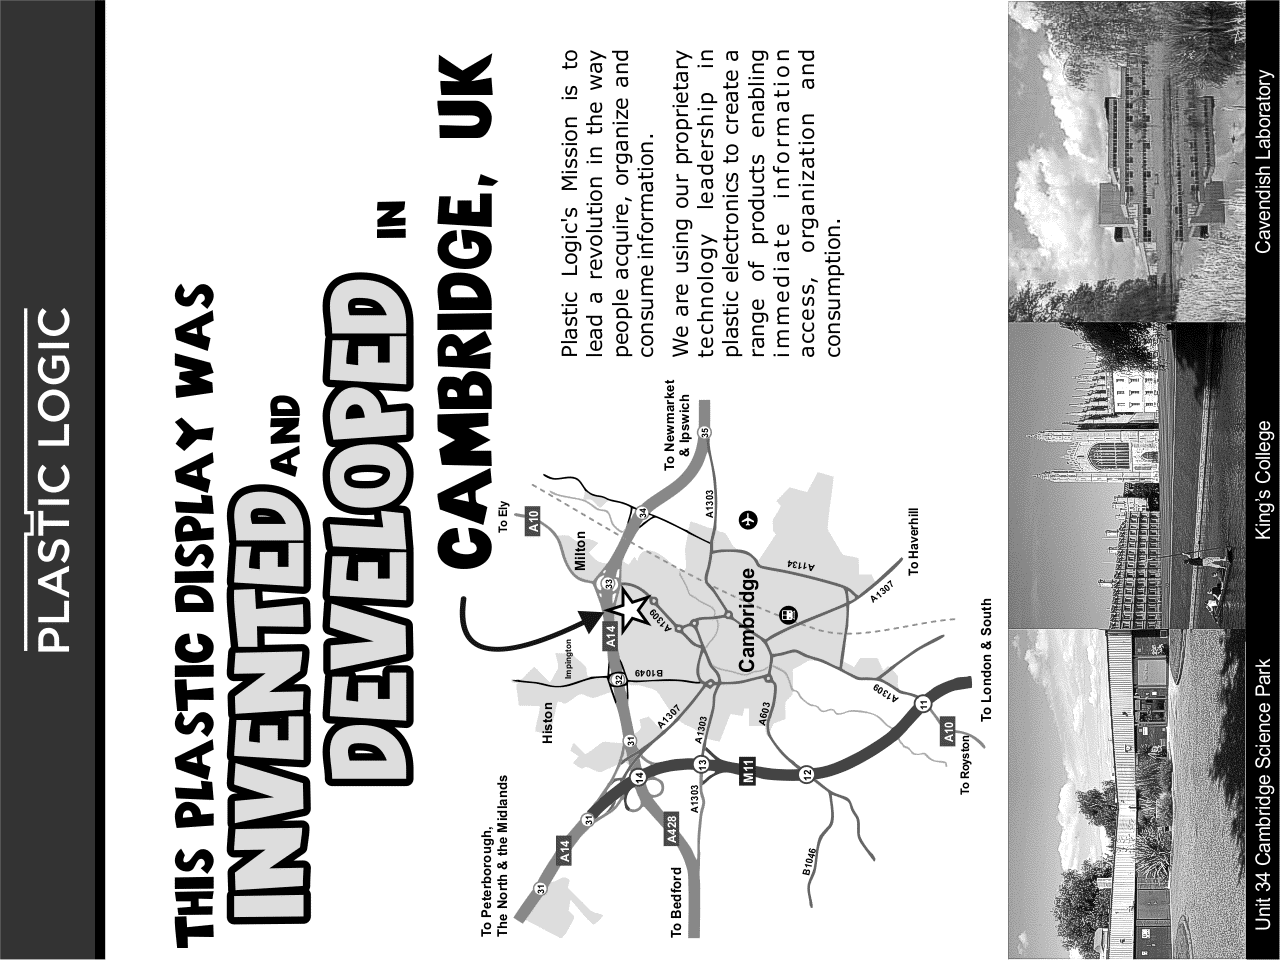 PLASTIC LOGIC
THIS PLASTIC DISPLAY WAS
INVENTED AND
DEVELOPED IN
CAMBRIDGE, UK
Plastic Logic's Mission is to
lead a revolution in the way
people acquire, organize and
consume information.
We are using our proprietary
technology leadership in
plastic electronics to create a
range of products enabling
immediate information
access, organization and
consumption.
To Peterborough,
The North & the Midlands
31
A14
31
14
31
A428
To Bedford
Histon
Impington
32
B1049
A14
A1307
A1303
A1303
13
M11
12
A603
B1046
To Ely
A10
Milton
33
34
A1309
To Newmarket
& Ipswich
35
A1303
Cambridge
A1134
A1307
To Haverhill
A1309
11
A10
To Royston
To London & South
Unit 34 Cambridge Science Park
King's College
Cavendish Laboratory